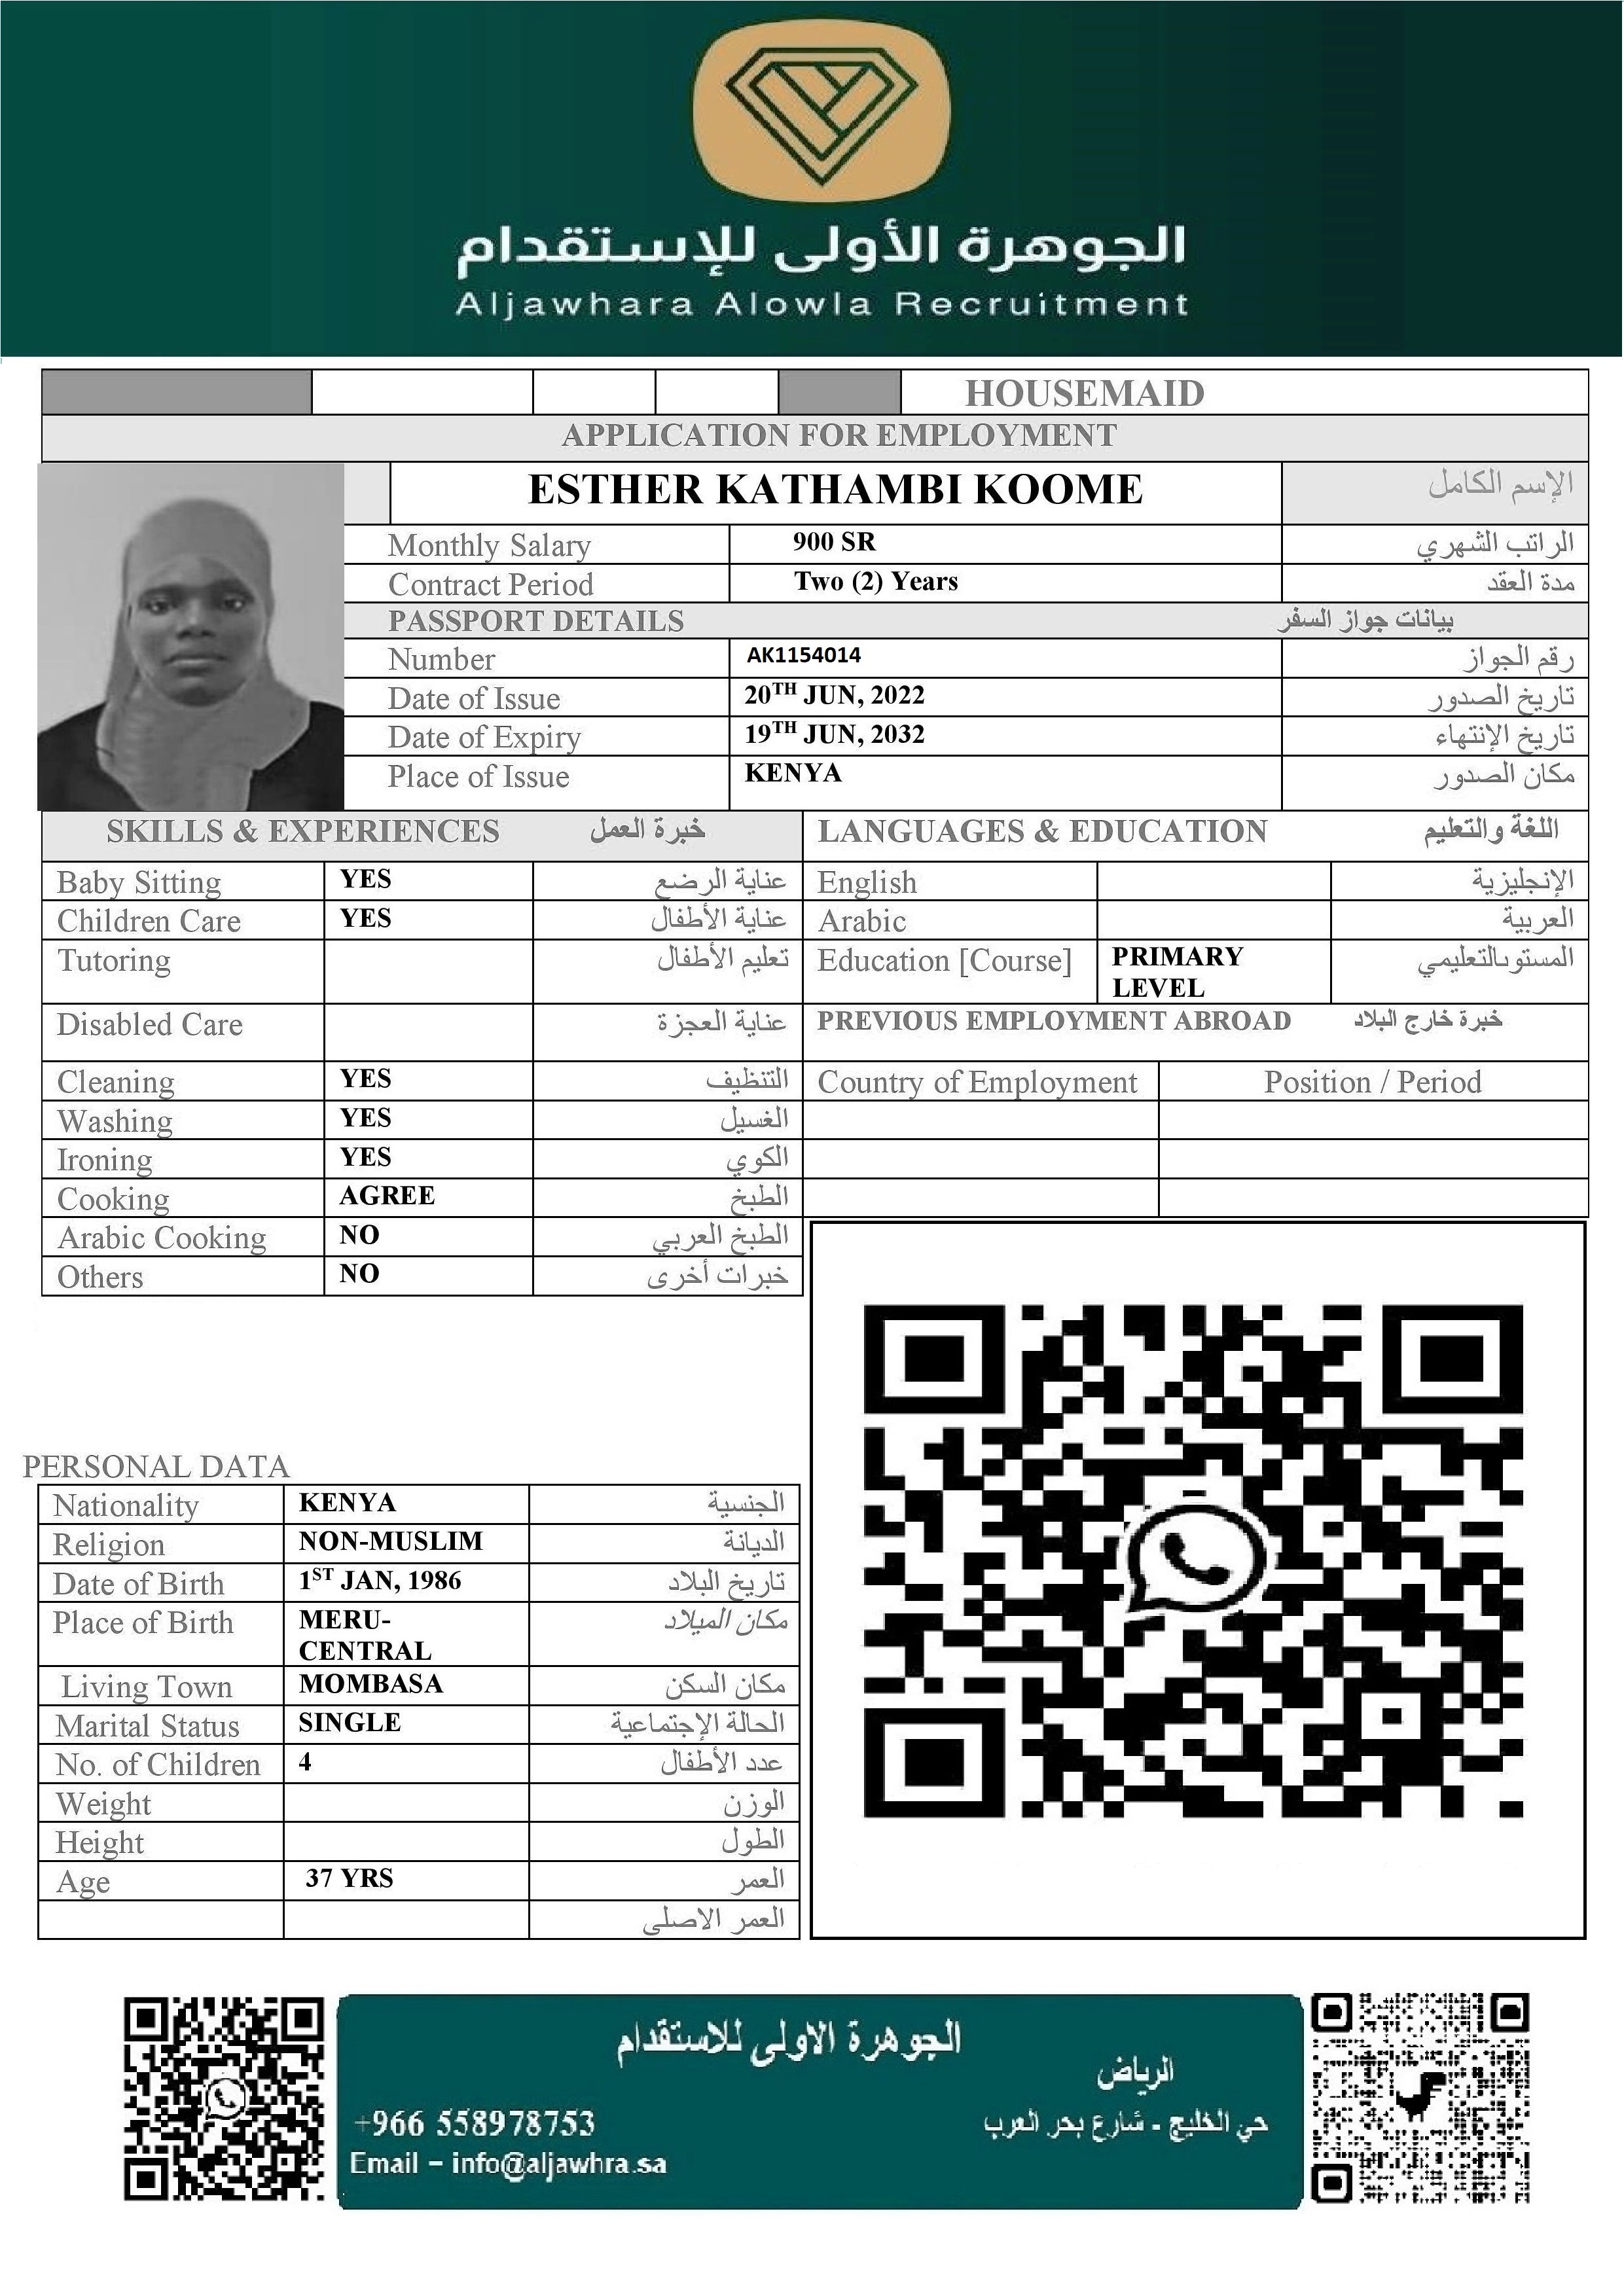 الجوهرة الأولى للإستقدام
Aljawhara Alowla Recruitment
HOUSEMAID
APPLICATION FOR EMPLOYMENT
ESTHER KATHAMBI KOOME الإسم الكامل
Monthly Salary 900 SR الراتب الشهري
Contract Period Two (2) Years مدة العقد
PASSPORT DETAILS بيانات جواز السفر
Number AK1154014 رقم الجواز
Date of Issue 20TH JUN, 2022 تاريخ الصدور
Date of Expiry 19TH JUN, 2032 تاريخ الإنتهاء
Place of Issue KENYA مكان الصدور
SKILLS & EXPERIENCES خبرة العمل
Baby Sitting YES عناية الرضع
Children Care YES عناية الأطفال
Tutoring تعليم الأطفال
Disabled Care عناية العجزة
Cleaning YES التنظيف
Washing YES الغسيل
Ironing YES الكوي
Cooking AGREE الطبخ
Arabic Cooking NO الطبخ العربي
Others NO خبرات أخرى
LANGUAGES & EDUCATION اللغة والتعليم
English الإنجليزية
Arabic العربية
Education [Course] PRIMARY المستوىالتعليمي
LEVEL
PREVIOUS EMPLOYMENT ABROAD خبرة خارج البلاد
Country of Employment Position / Period
PERSONAL DATA
Nationality KENYA الجنسية
Religion NON-MUSLIM الديانة
Date of Birth 1ST JAN, 1986 تاريخ البلاد
Place of Birth MERU- مكان الميلاد
CENTRAL
Living Town MOMBASA مكان السكن
Marital Status SINGLE الحالة الإجتماعية
No. of Children 4 عدد الأطفال
Weight الوزن
Height الطول
Age 37 YRS العمر
العمر الاصلى
الجوهرة الاولى للاستقدام
الرياض
حي الخليج - شارع بحر العرب
+966 558978753
Email – info@aljawhra.sa